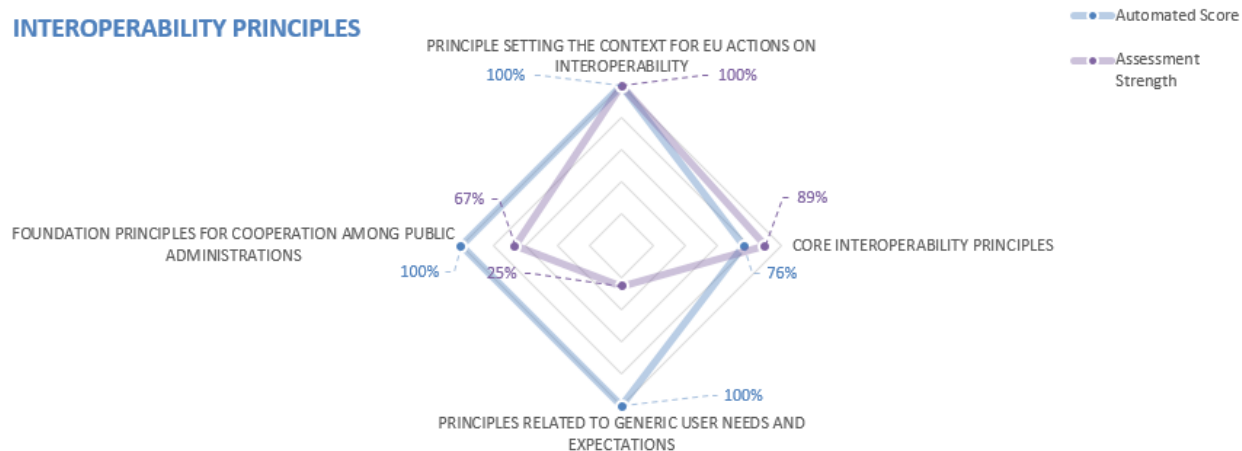 INTEROPERABILITY PRINCIPLES
Automated Score
Assessment
Strength
PRINCIPLE SETTING THE CONTEXT FOR EU ACTIONS ON
INTEROPERABILITY
100%
100%
67%
89%
FOUNDATION PRINCIPLES FOR COOPERATION AMONG PUBLIC
ADMINISTRATIONS
CORE INTEROPERABILITY PRINCIPLES
100%
25%
76%
100%
PRINCIPLES RELATED TO GENERIC USER NEEDS AND
EXPECTATIONS